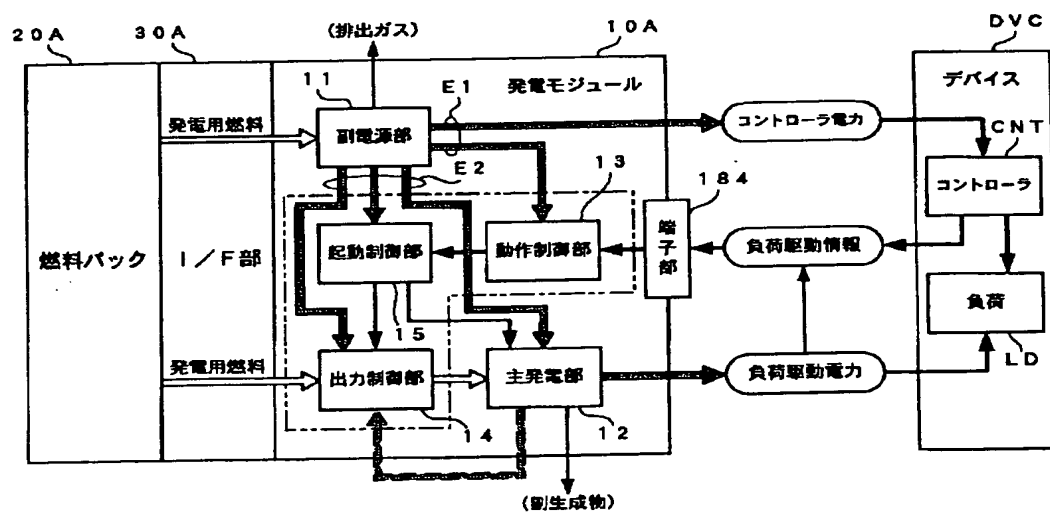 20A
30A
(排出ガス)
10A
DVC
11
E1
発電モジュール
デバイス
発電用燃料
副電源部
コントローラ電力
CNT
E2
13
184
コントローラ
燃料パック
I/F部
起動制御部
動作制御部
端子部
負荷駆動情報
負荷
15
LD
発電用燃料
出力制御部
主発電部
負荷駆動電力
14
12
(副生成物)